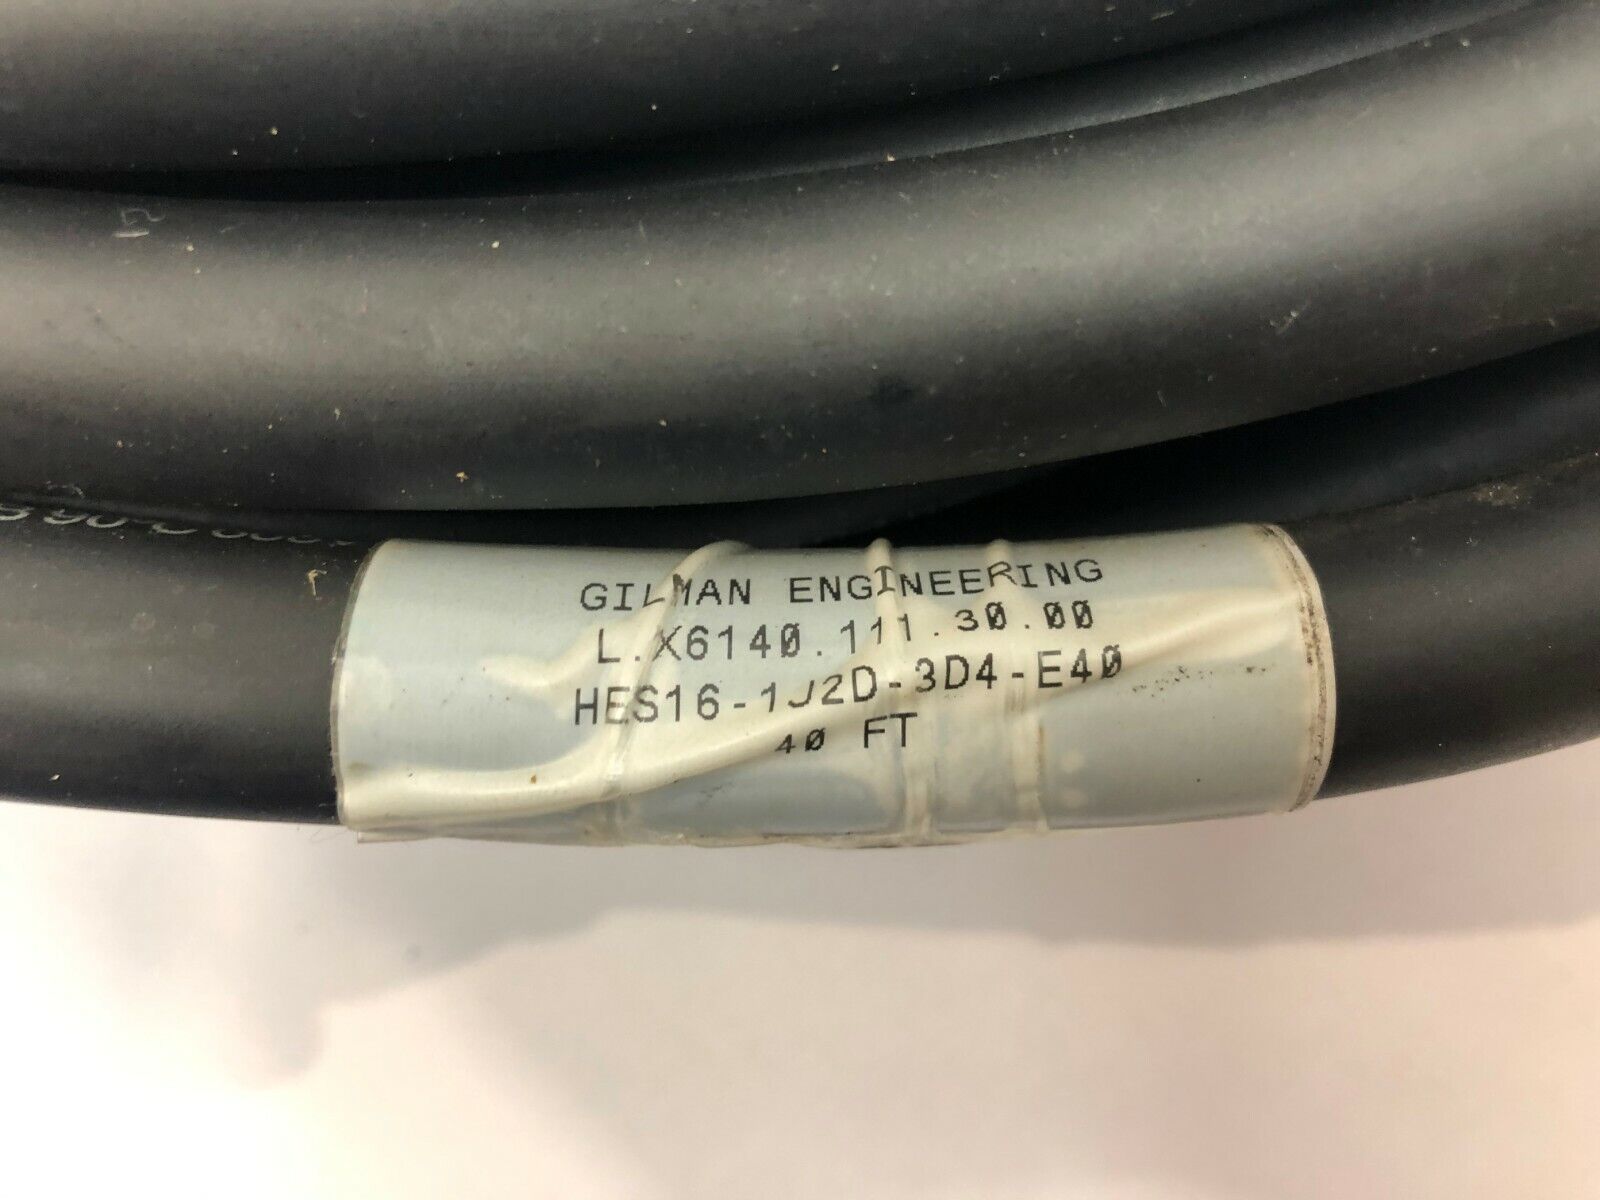 GILMAN ENGINEERING
L.X6140.111.30.00
HES16-1J2D-3D4-E40
40 FT